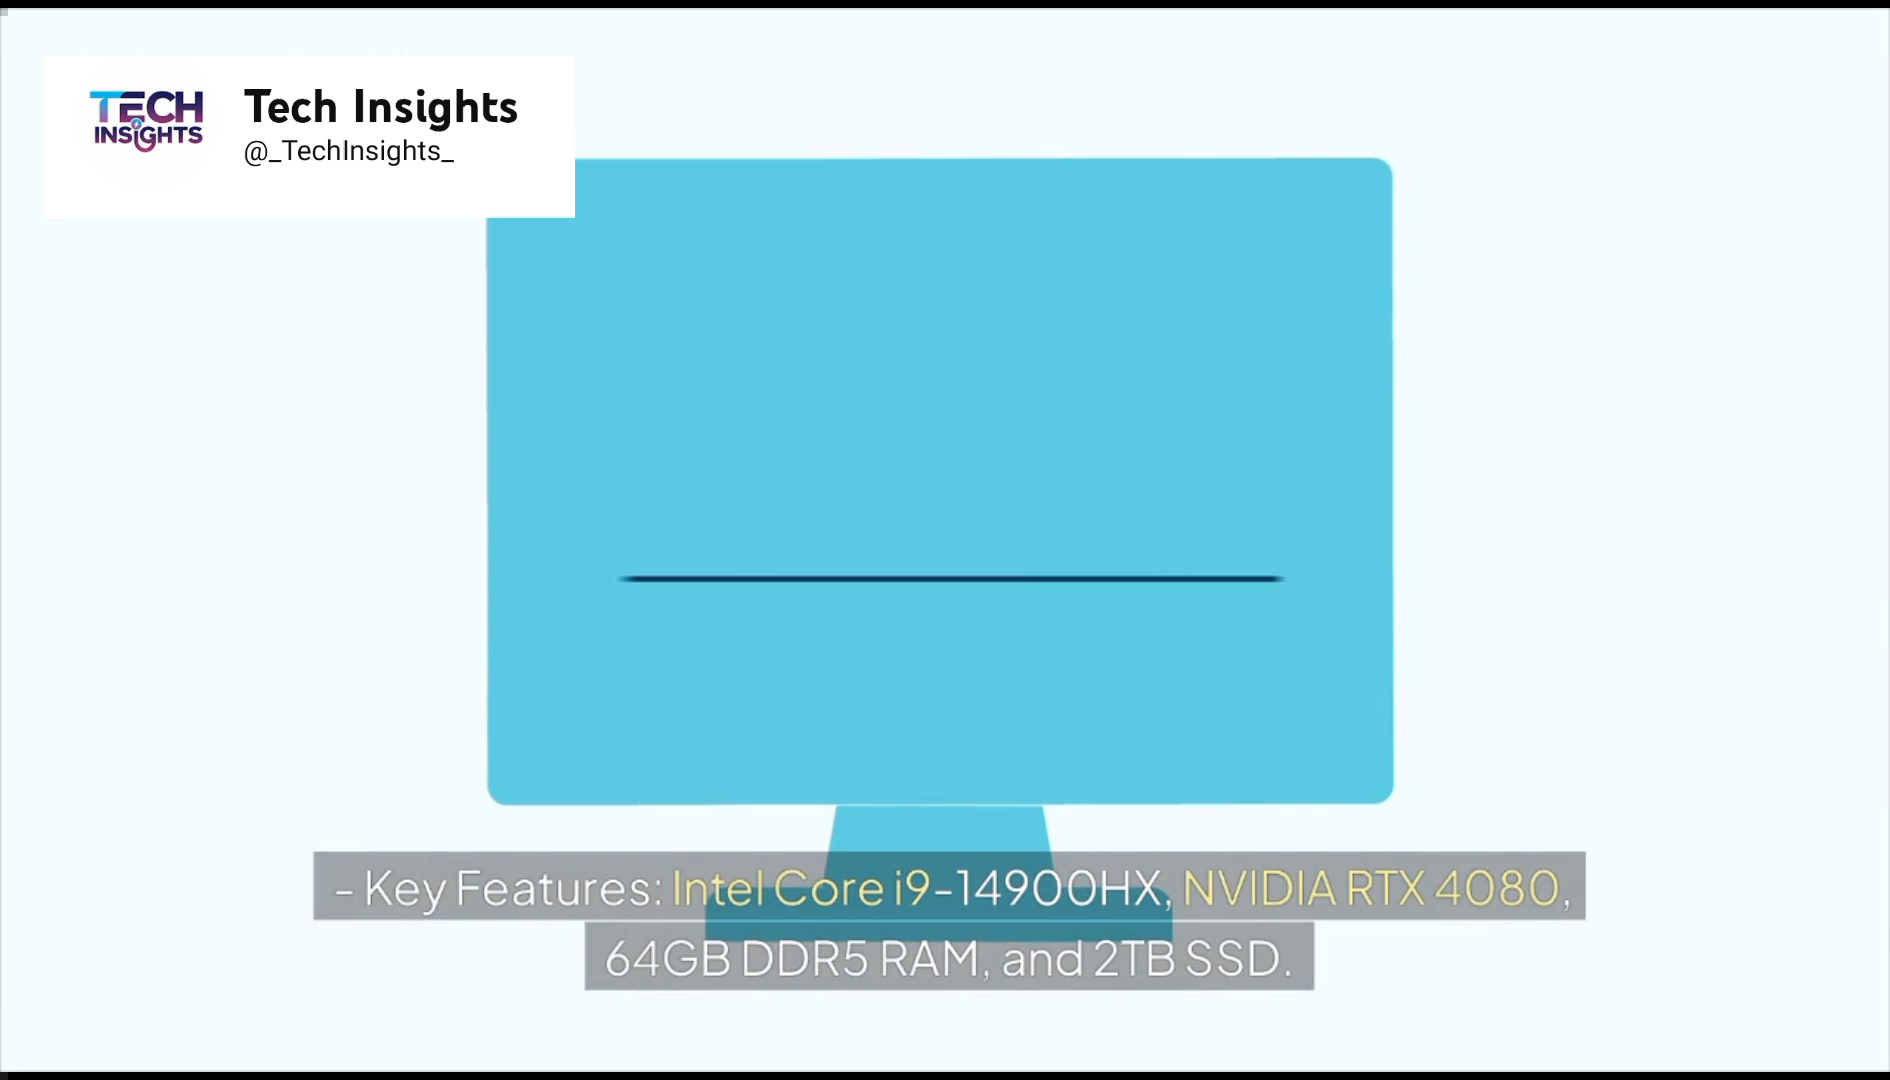 TECH
INSIGHTS
Tech Insights
@_TechInsights_
- Key Features: Intel Core i9-14900HX, NVIDIA RTX 4080,
64GB DDR5 RAM, and 2TB SSD.